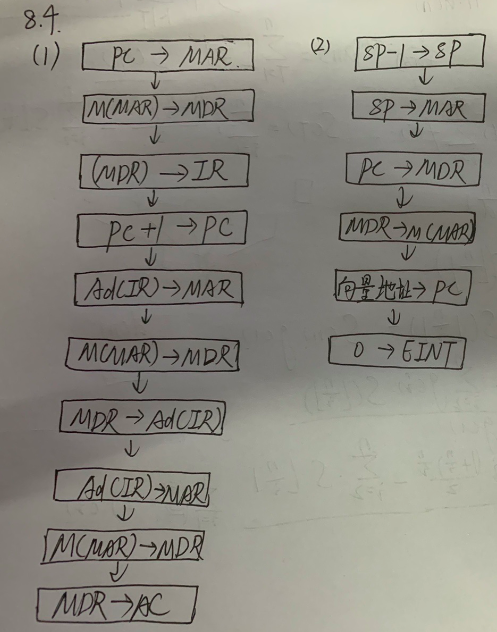 8.4.
(1)
PC → MAR
M(MAR) → MDR
(MDR) → IR
PC+1 → PC
Ad(IR) → MAR
M(MAR) → MDR
MDR → Ad(IR)
Ad(IR) → MAR
M(MAR) → MDR
MDR → AC
(2)
SP-1 → SP
SP → MAR
PC → MDR
MDR → M(MAR)
向量地址 → PC
0 → EINT